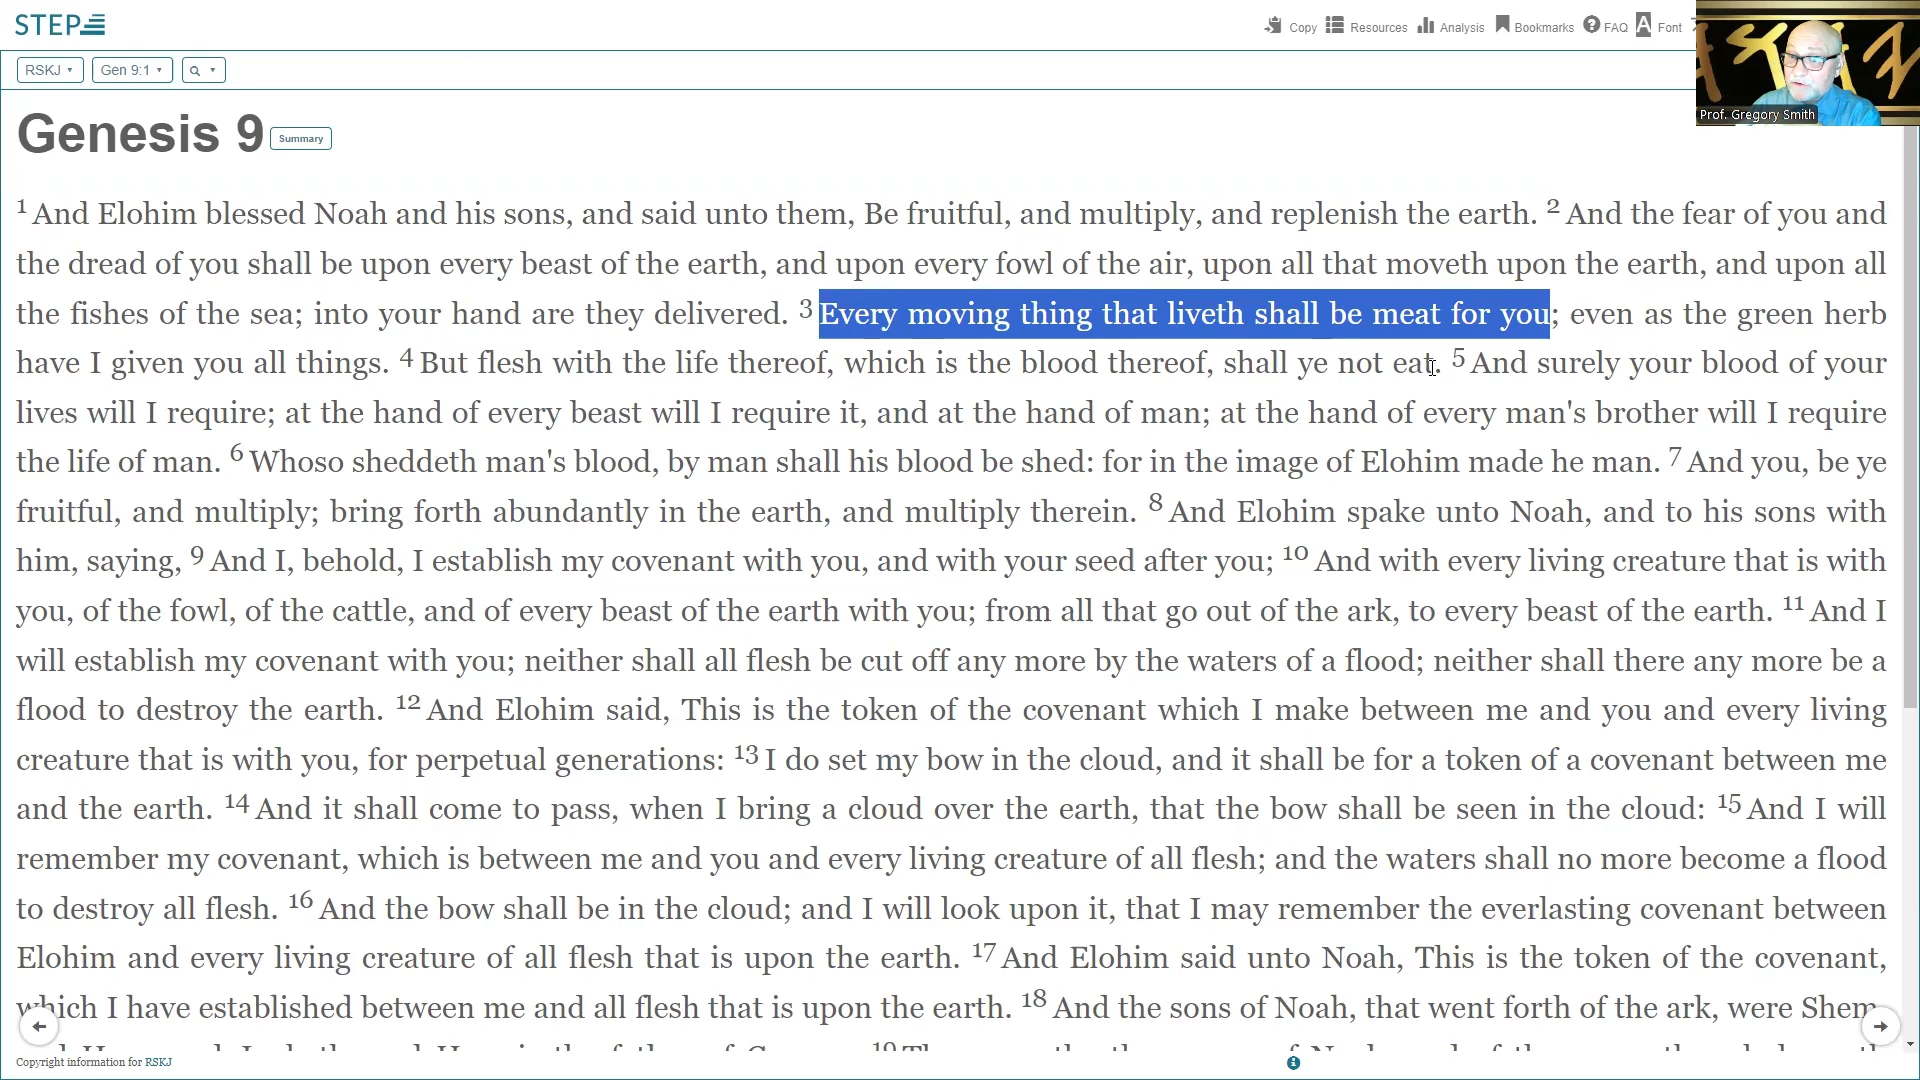 STEP
Copy Resources Analysis Bookmarks FAQ A Font
Prof. Gregory Smith
RSKJ Gen 9:1
Genesis 9 Summary
1 And Elohim blessed Noah and his sons, and said unto them, Be fruitful, and multiply, and replenish the earth. 2 And the fear of you and
the dread of you shall be upon every beast of the earth, and upon every fowl of the air, upon all that moveth upon the earth, and upon all
the fishes of the sea; into your hand are they delivered. 3 Every moving thing that liveth shall be meat for you; even as the green herb
have I given you all things. 4 But flesh with the life thereof, which is the blood thereof, shall ye not eat. 5 And surely your blood of your
lives will I require; at the hand of every beast will I require it, and at the hand of man; at the hand of every man's brother will I require
the life of man. 6 Whoso sheddeth man's blood, by man shall his blood be shed: for in the image of Elohim made he man. 7 And you, be ye
fruitful, and multiply; bring forth abundantly in the earth, and multiply therein. 8 And Elohim spake unto Noah, and to his sons with
him, saying, 9 And I, behold, I establish my covenant with you, and with your seed after you; 10 And with every living creature that is with
you, of the fowl, of the cattle, and of every beast of the earth with you; from all that go out of the ark, to every beast of the earth. 11 And I
will establish my covenant with you; neither shall all flesh be cut off any more by the waters of a flood; neither shall there any more be a
flood to destroy the earth. 12 And Elohim said, This is the token of the covenant which I make between me and you and every living
creature that is with you, for perpetual generations: 13 I do set my bow in the cloud, and it shall be for a token of a covenant between me
and the earth. 14 And it shall come to pass, when I bring a cloud over the earth, that the bow shall be seen in the cloud: 15 And I will
remember my covenant, which is between me and you and every living creature of all flesh; and the waters shall no more become a flood
to destroy all flesh. 16 And the bow shall be in the cloud; and I will look upon it, that I may remember the everlasting covenant between
Elohim and every living creature of all flesh that is upon the earth. 17 And Elohim said unto Noah, This is the token of the covenant,
which I have established between me and all flesh that is upon the earth. 18 And the sons of Noah, that went forth of the ark, were Shem,
Copyright information for RSKJ